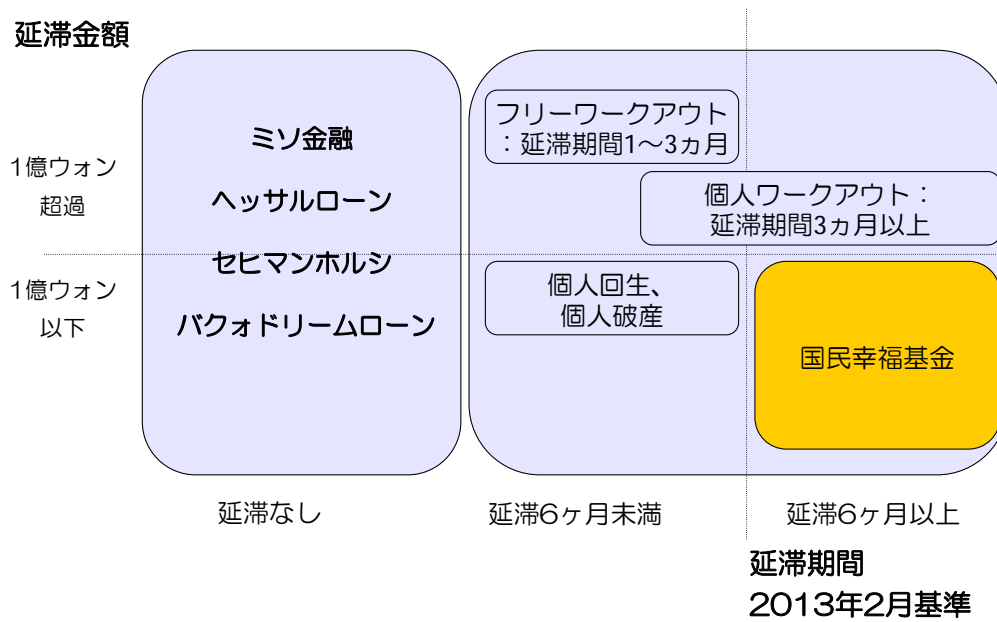 延滞金額
1億ウォン
超過
1億ウォン
以下
ミソ金融
ヘッサルローン
セヒマンホルシ
バクォドリームローン
フリーワークアウト
：延滞期間1～3ヵ月
個人ワークアウト：
延滞期間3ヵ月以上
個人回生、
個人破産
国民幸福基金
延滞なし
延滞6ヶ月未満
延滞6ヶ月以上
延滞期間
2013年2月基準